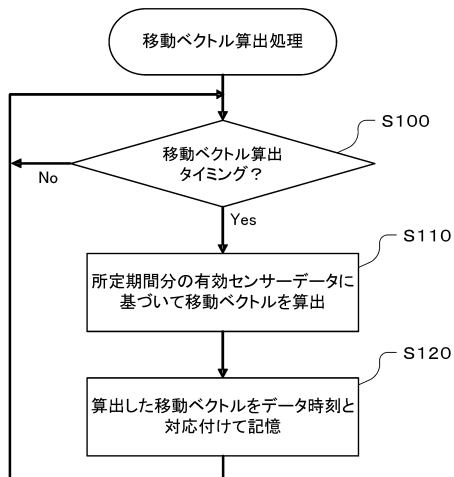 移動ベクトル算出処理
S100
移動ベクトル算出
タイミング？
No
Yes
S110
所定期間分の有効センサーデータに
基づいて移動ベクトルを算出
S120
算出した移動ベクトルをデータ時刻と
対応付けて記憶